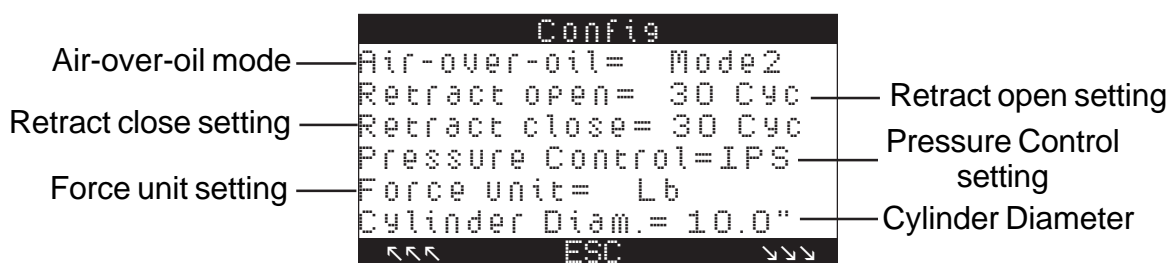 Config
Air-over-oil mode
Air-over-oil= Mode2
Retract open= 30 Cyc
Retract open setting
Retract close setting
Retract close= 30 Cyc
Pressure Control=IPS
Pressure Control
setting
Force unit setting
Force unit= Lb
Cylinder Diam.= 10.0"
Cylinder Diameter
↖↖↖ ESC ↘↘↘